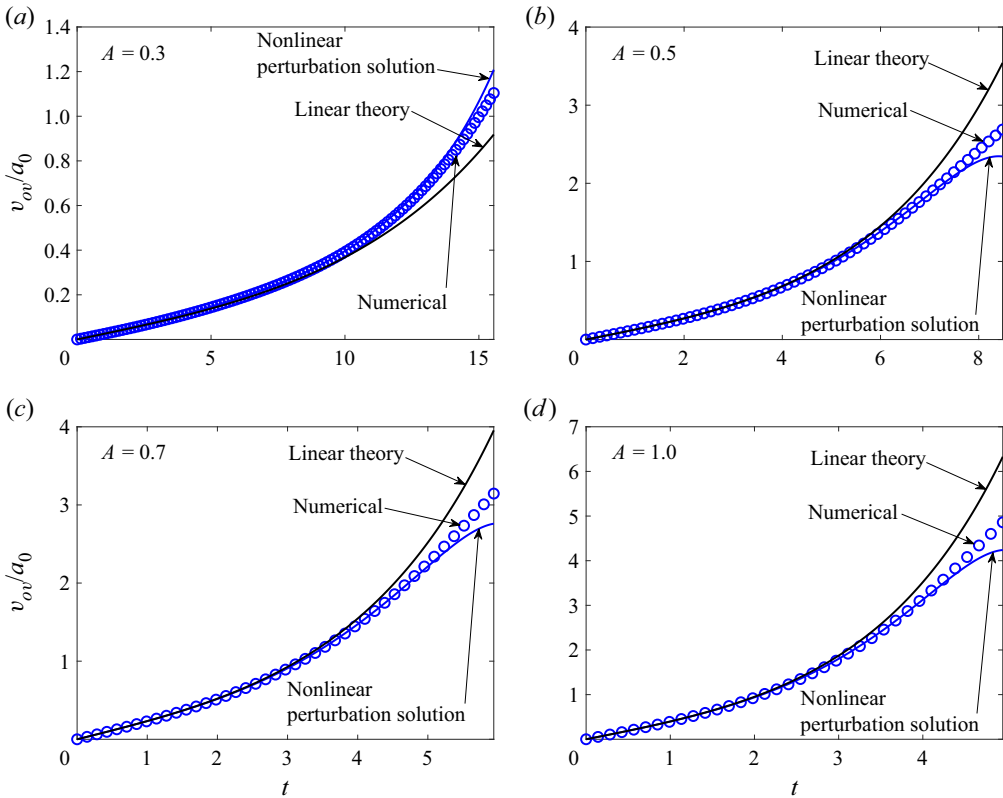 (a)
A = 0.3
Nonlinear
perturbation solution
Linear theory
Numerical
v_ov/a_0
1.4
1.2
1.0
0.8
0.6
0.4
0.2
0
5
10
15
(b)
A = 0.5
Linear theory
Numerical
Nonlinear
perturbation solution
4
3
2
1
0
2
4
6
8
(c)
A = 0.7
Linear theory
Numerical
Nonlinear
perturbation solution
v_ov/a_0
4
3
2
1
0
1
2
3
4
5
t
(d)
A = 1.0
Linear theory
Numerical
Nonlinear
perturbation solution
7
6
5
4
3
2
1
0
1
2
3
4
t